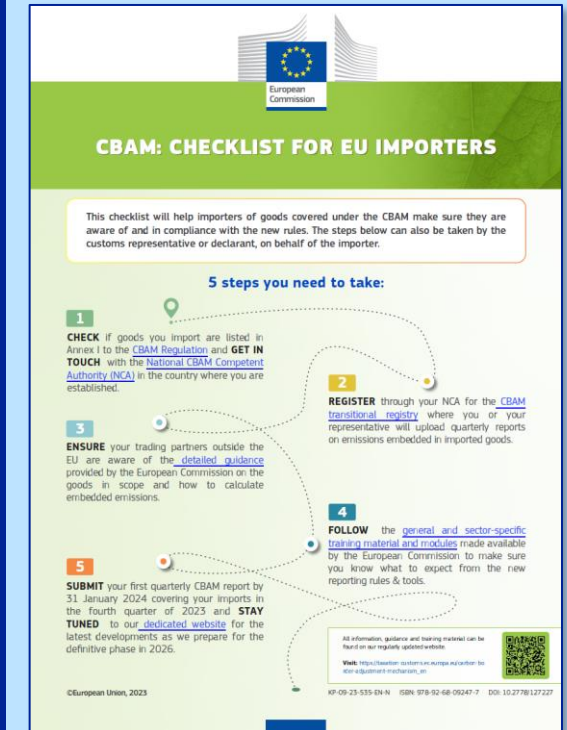 European
Commission
CBAM: CHECKLIST FOR EU IMPORTERS
This checklist will help importers of goods covered under the CBAM make sure they are
aware of and in compliance with the new rules. The steps below can also be taken by the
customs representative or declarant, on behalf of the importer.
5 steps you need to take:
1
CHECK if goods you import are listed in
Annex I to the CBAM Regulation and GET IN
TOUCH with the National CBAM Competent
Authority (NCA) in the country where you are
established.
2
REGISTER through your NCA for the CBAM
transitional registry where you or your
representative will upload quarterly reports
on emissions embedded in imported goods.
3
ENSURE your trading partners outside the
EU are aware of the detailed guidance
provided by the European Commission on the
goods in scope and how to calculate
embedded emissions.
4
FOLLOW the general and sector-specific
training material and modules made available
by the European Commission to make sure
you know what to expect from the new
reporting rules & tools.
5
SUBMIT your first quarterly CBAM report by
31 January 2024 covering your imports in
the fourth quarter of 2023 and STAY
TUNED to our dedicated website for the
latest developments as we prepare for the
definitive phase in 2026.
All information, guidance and training material can be
found on our regularly updated website.
Visit:
©European Union, 2023
KP-09-23-535-EN-N ISBN: 978-92-68-09247-7 DOI: 10.2778/127227